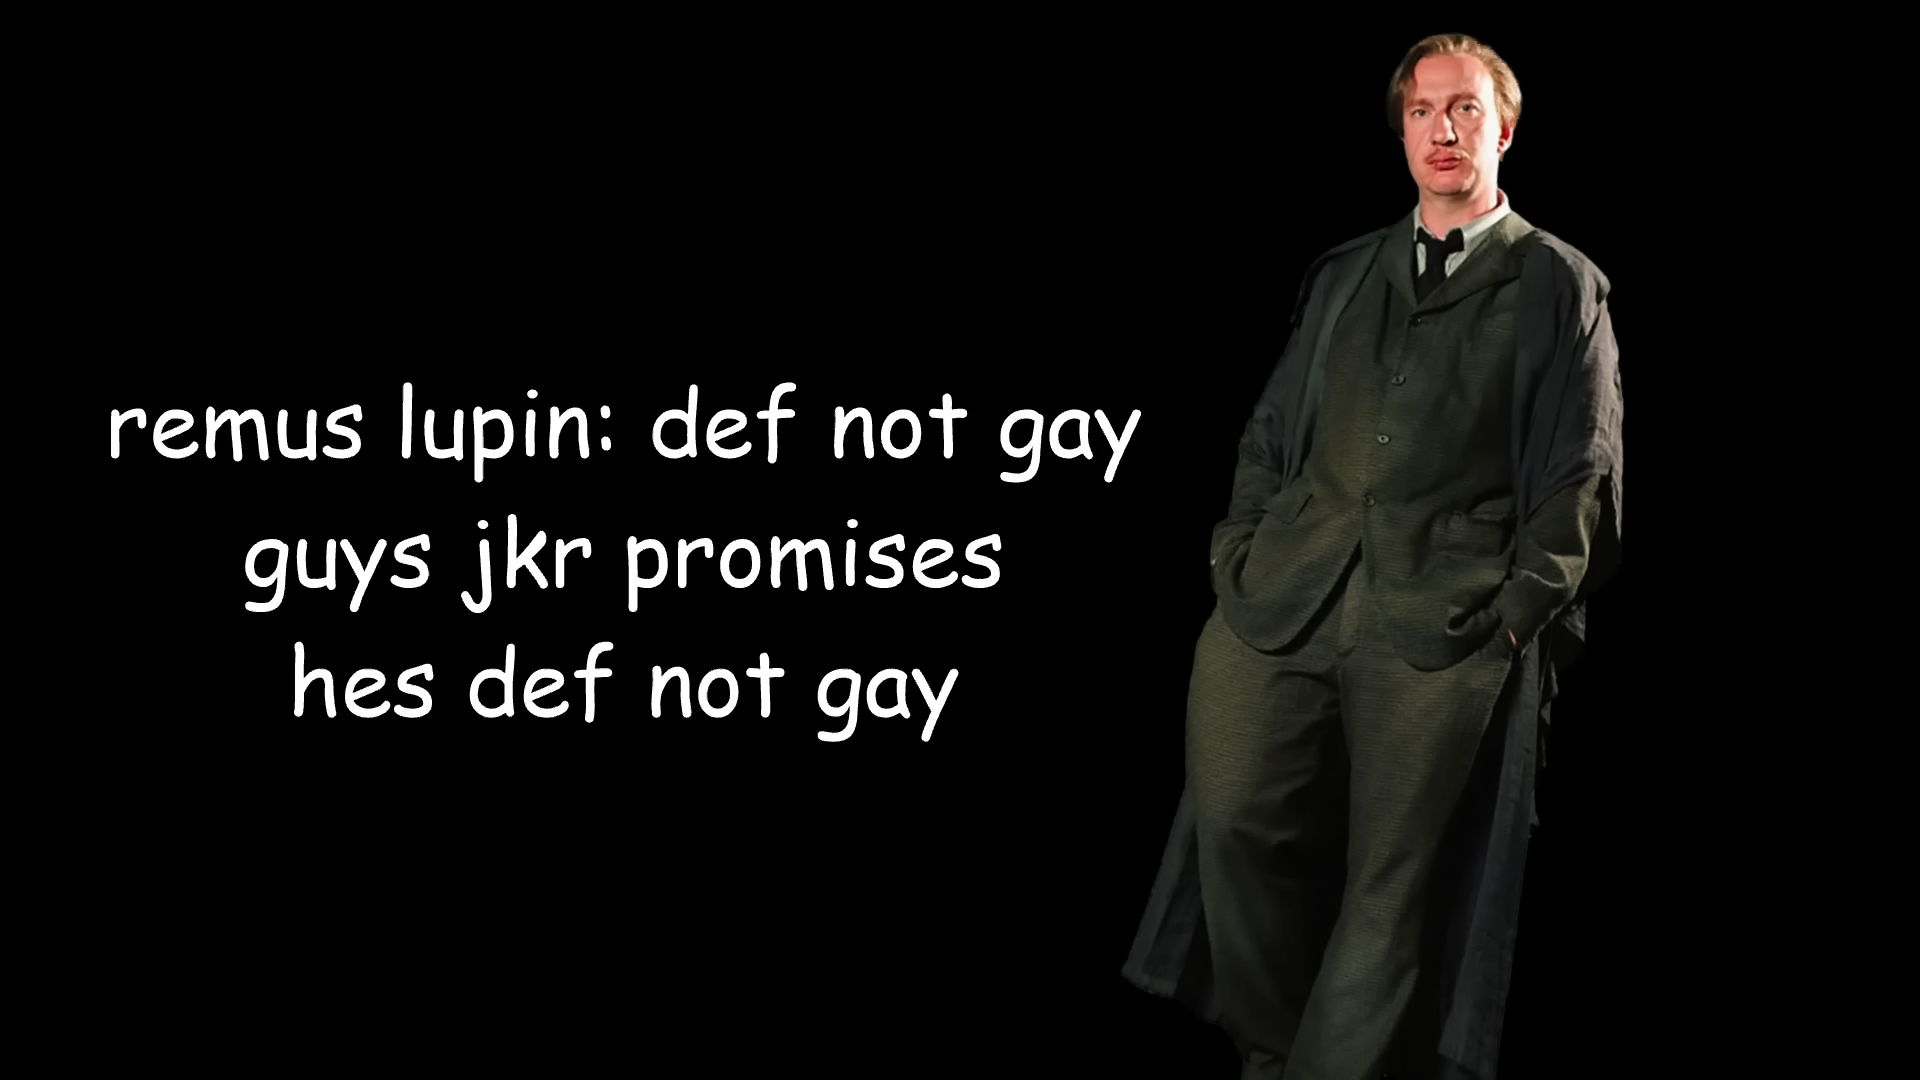 remus lupin: def not gay
guys jkr promises
hes def not gay